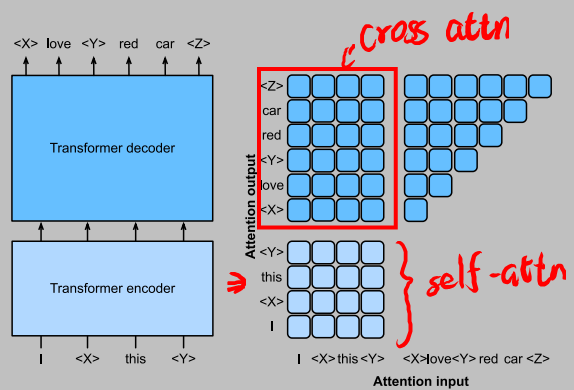 <X> love <Y> red car <Z>
Transformer decoder
Transformer encoder
I <X> this <Y>
Cross attn
Attention output
<Z>
car
red
<Y>
love
<X>
<Y>
this
<X>
I
self-attn
I <X> this <Y> <X> love <Y> red car <Z>
Attention input